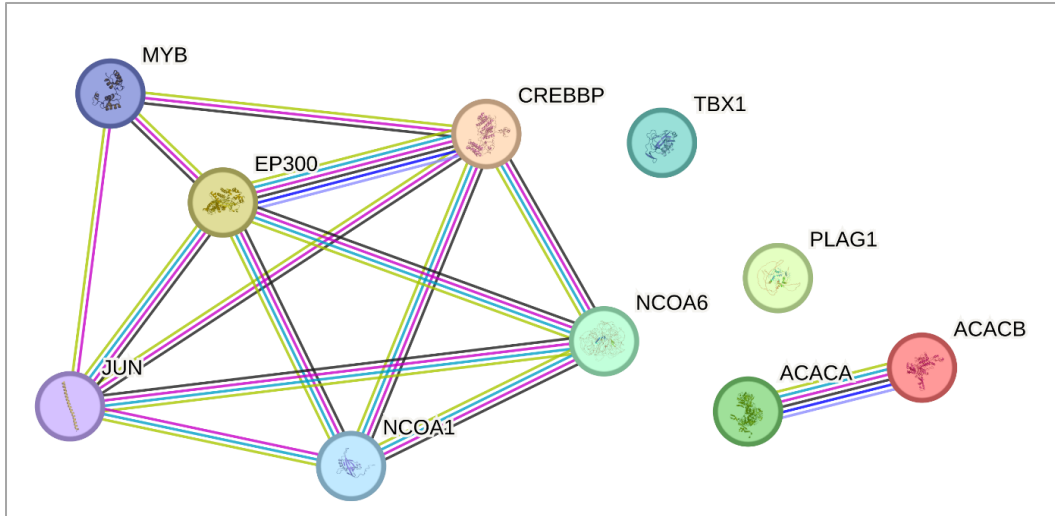 MYB
CREBBP
TBX1
EP300
PLAG1
NCOA6
ACACB
JUN
ACACA
NCOA1